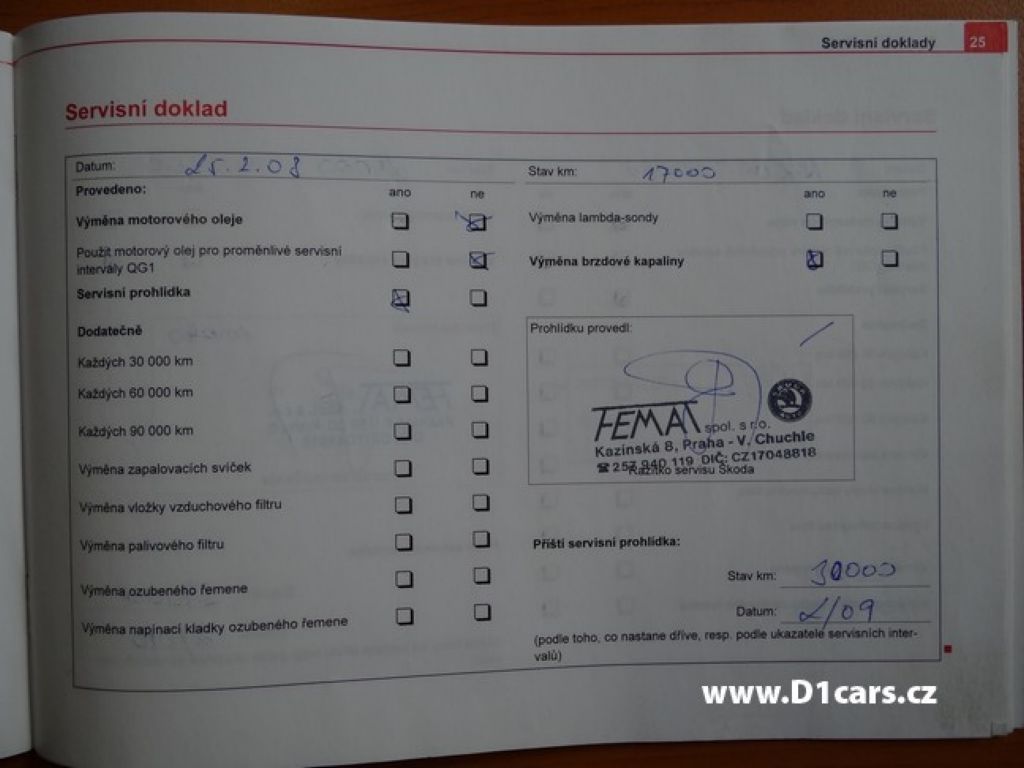 Servisní doklady 25
Servisní doklad
Datum: 25.2.08
Stav km: 17000
Provedeno:
ano ne
ano ne
Výměna motorového oleje
Použit motorový olej pro proměnlivé servisní
intervaly QG1
Servisní prohlídka
Dodatečně
Každých 30 000 km
Každých 60 000 km
Každých 90 000 km
Výměna zapalovacích svíček
Výměna vložky vzduchového filtru
Výměna palivového filtru
Výměna ozubeného řemene
Výměna napínací kladky ozubeného řemene
Výměna lambda-sondy
Výměna brzdové kapaliny
Prohlídku provedl:
FEMAT spol. s r.o.
Kazínská 8, Praha - V. Chuchle
☎ 257 940 119 DIČ: CZ17048818
Razítko servisu Škoda
Příští servisní prohlídka:
Stav km: 30000
Datum: 2/09
(podle toho, co nastane dříve, resp. podle ukazatele servisních inter-
valů)
www.D1cars.cz